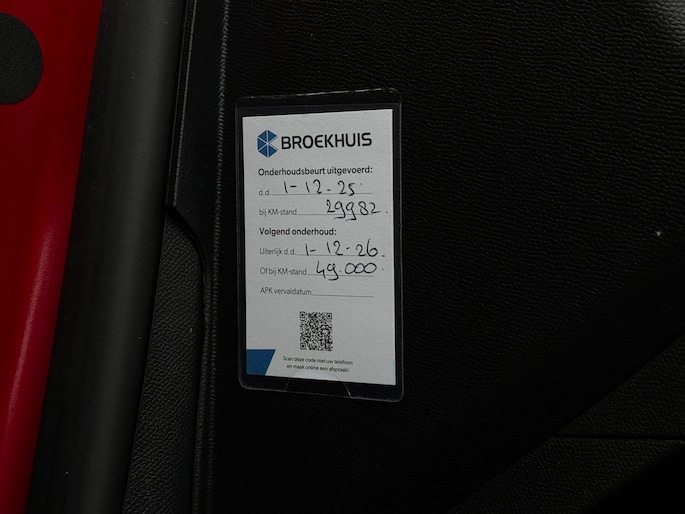 BROEKHUIS
Onderhoudsbeurt uitgevoerd:
d.d. 1-12-25
bij KM-stand 29982.
Volgend onderhoud:
Uiterlijk d.d. 1-12-26
Of bij KM-stand 49.000.
APK vervaldatum
Scan deze code met uw telefoon
en maak online een afspraak!